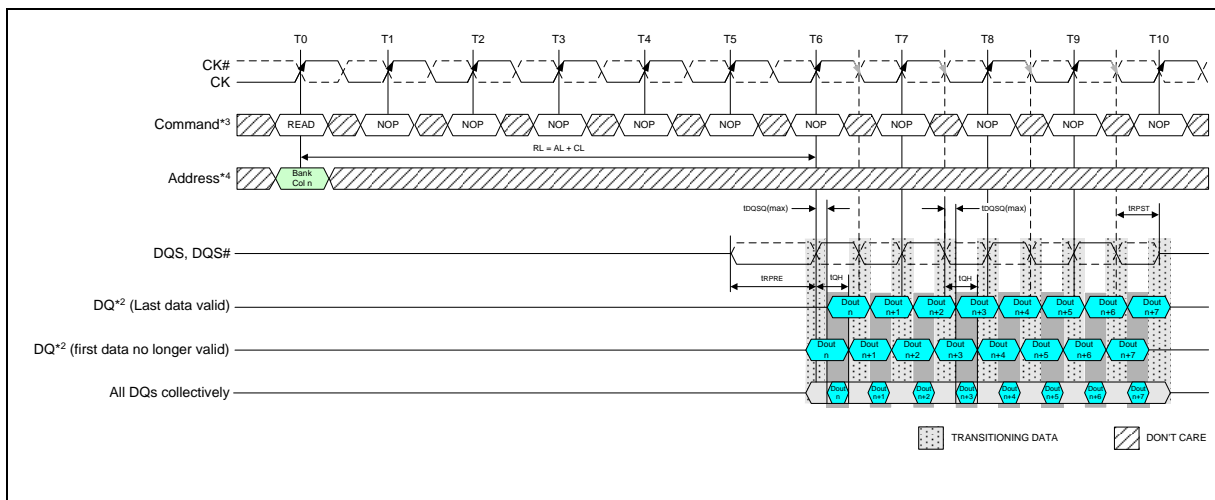 T0 T1 T2 T3 T4 T5 T6 T7 T8 T9 T10
CK#
CK
Command*3 READ NOP NOP NOP NOP NOP NOP NOP NOP NOP NOP
RL = AL + CL
Address*4 Bank
Col n
tDQSQ(max) tDQSQ(max) tRPST
DQS, DQS#
tRPRE tQH tQH
DQ*2 (Last data valid) Dout n Dout n+1 Dout n+2 Dout n+3 Dout n+4 Dout n+5 Dout n+6 Dout n+7
DQ*2 (first data no longer valid) Dout n Dout n+1 Dout n+2 Dout n+3 Dout n+4 Dout n+5 Dout n+6 Dout n+7
All DQs collectively Dout n Dout n+1 Dout n+2 Dout n+3 Dout n+4 Dout n+5 Dout n+6 Dout n+7
TRANSITIONING DATA DON'T CARE